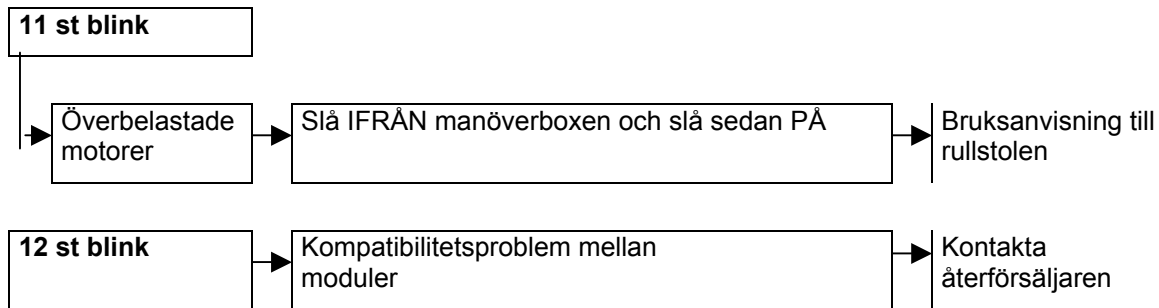 11 st blink
Överbelastade
motorer
Slå IFRÅN manöverboxen och slå sedan PÅ
Bruksanvisning till
rullstolen
12 st blink
Kompatibilitetsproblem mellan
moduler
Kontakta
återförsäljaren